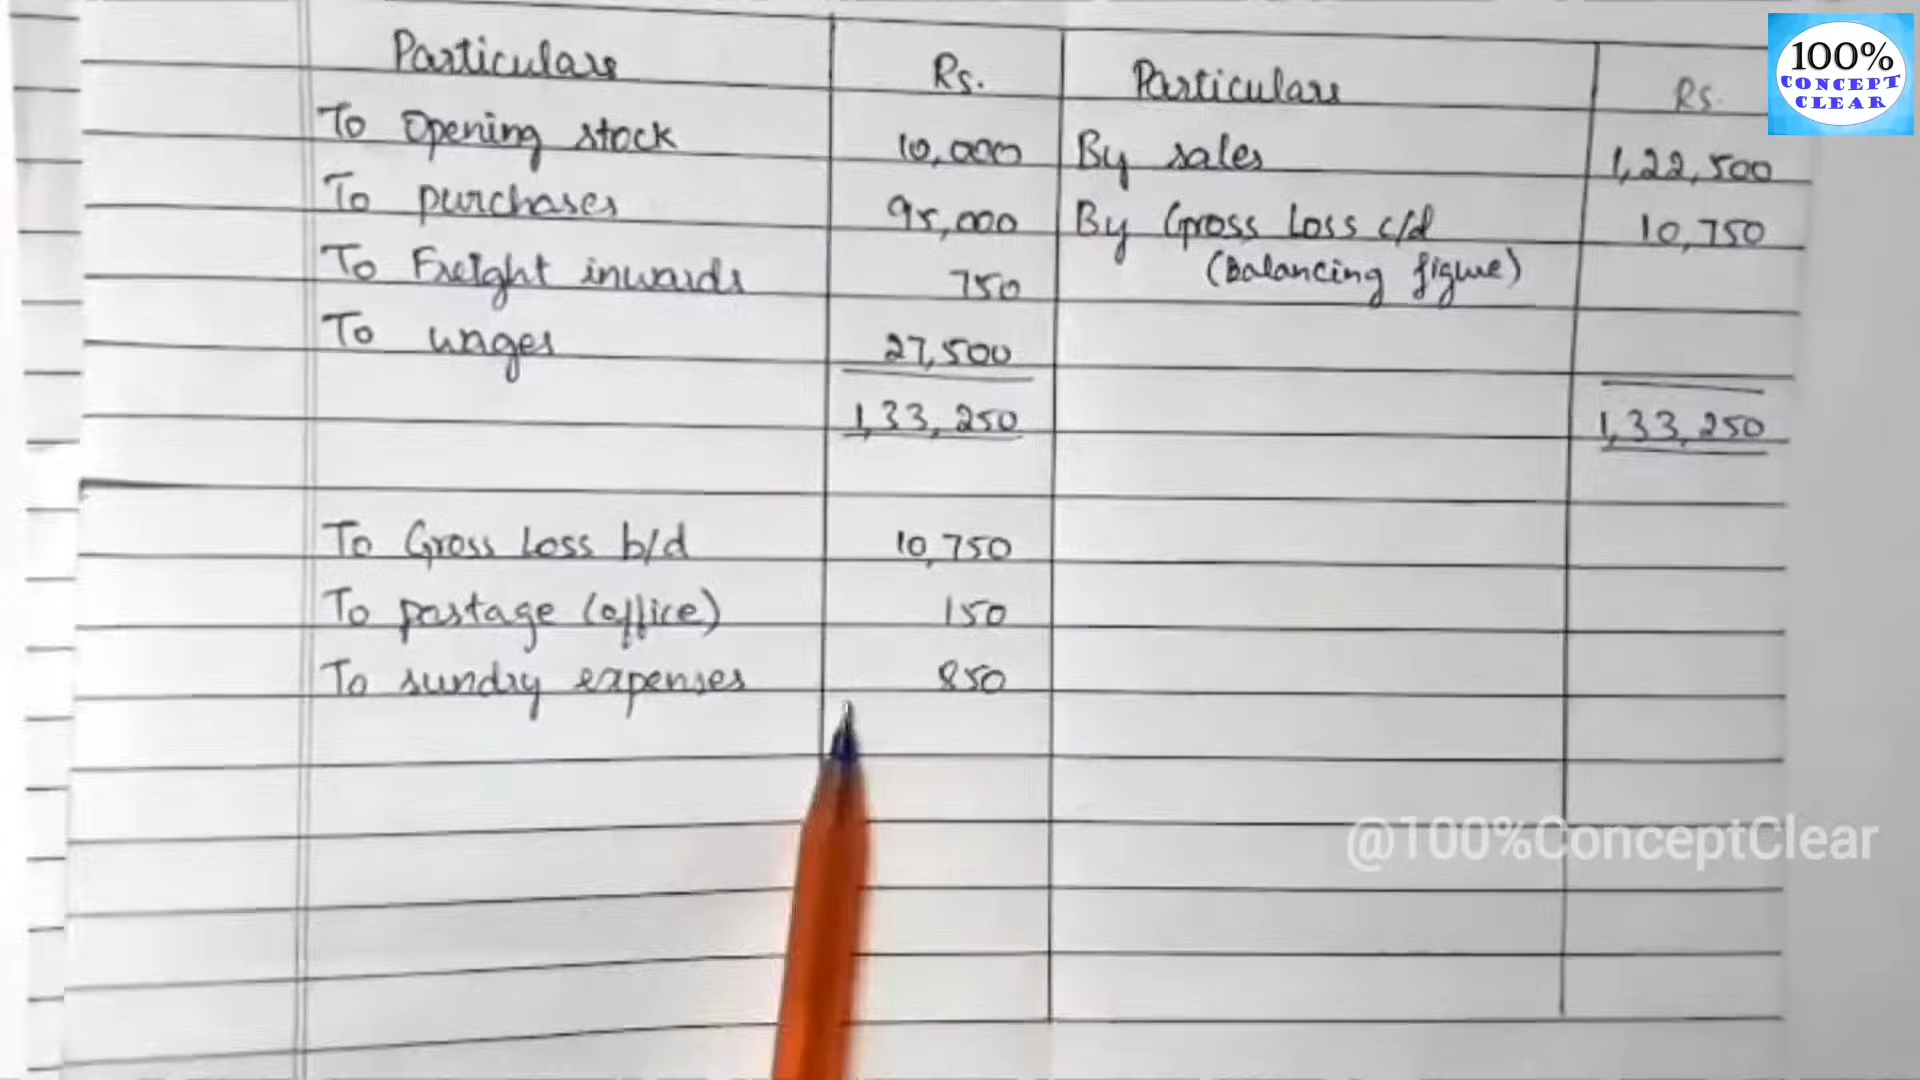 Particulars Rs. Particulars Rs.
To Opening stock 10,000 By sales 1,22,500
To purchases 95,000 By Gross Loss c/d 10,750
(Balancing figure)
To Freight inwards 750
To wages 27,500
1,33,250 1,33,250
To Gross Loss b/d 10,750
To postage (office) 150
To sundry expenses 850
100%
CONCEPT
CLEAR
@100%ConceptClear